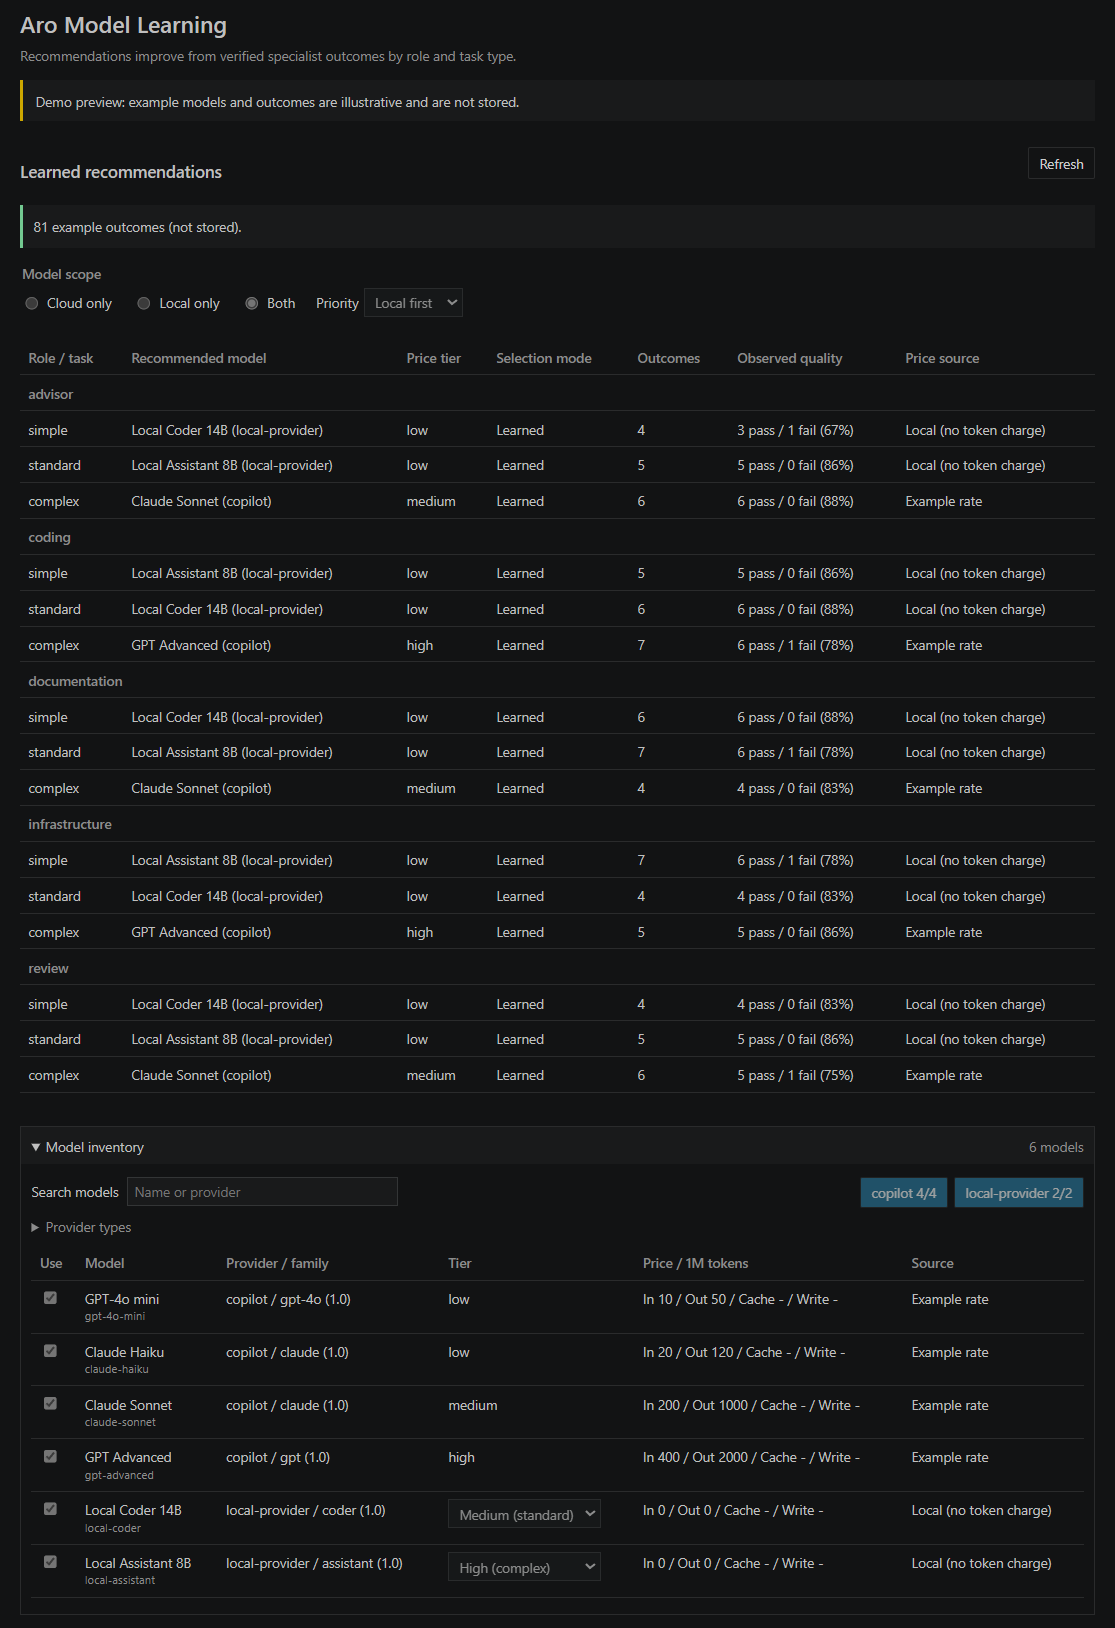 Aro Model Learning
Recommendations improve from verified specialist outcomes by role and task type.
Demo preview: example models and outcomes are illustrative and are not stored.
Learned recommendations
Refresh
81 example outcomes (not stored).
Model scope
Cloud only Local only Both Priority Local first
Role / task Recommended model Price tier Selection mode Outcomes Observed quality Price source
advisor
simple Local Coder 14B (local-provider) low Learned 4 3 pass / 1 fail (67%) Local (no token charge)
standard Local Assistant 8B (local-provider) low Learned 5 5 pass / 0 fail (86%) Local (no token charge)
complex Claude Sonnet (copilot) medium Learned 6 6 pass / 0 fail (88%) Example rate
coding
simple Local Assistant 8B (local-provider) low Learned 5 5 pass / 0 fail (86%) Local (no token charge)
standard Local Coder 14B (local-provider) low Learned 6 6 pass / 0 fail (88%) Local (no token charge)
complex GPT Advanced (copilot) high Learned 7 6 pass / 1 fail (78%) Example rate
documentation
simple Local Coder 14B (local-provider) low Learned 6 6 pass / 0 fail (88%) Local (no token charge)
standard Local Assistant 8B (local-provider) low Learned 7 6 pass / 1 fail (78%) Local (no token charge)
complex Claude Sonnet (copilot) medium Learned 4 4 pass / 0 fail (83%) Example rate
infrastructure
simple Local Assistant 8B (local-provider) low Learned 7 6 pass / 1 fail (78%) Local (no token charge)
standard Local Coder 14B (local-provider) low Learned 4 4 pass / 0 fail (83%) Local (no token charge)
complex GPT Advanced (copilot) high Learned 5 5 pass / 0 fail (86%) Example rate
review
simple Local Coder 14B (local-provider) low Learned 4 4 pass / 0 fail (83%) Local (no token charge)
standard Local Assistant 8B (local-provider) low Learned 5 5 pass / 0 fail (86%) Local (no token charge)
complex Claude Sonnet (copilot) medium Learned 6 5 pass / 1 fail (75%) Example rate
Model inventory 6 models
Search models Name or provider copilot 4/4 local-provider 2/2
Provider types
Use Model Provider / family Tier Price / 1M tokens Source
GPT-4o mini copilot / gpt-4o (1.0) low In 10 / Out 50 / Cache - / Write - Example rate
gpt-4o-mini
Claude Haiku copilot / claude (1.0) low In 20 / Out 120 / Cache - / Write - Example rate
claude-haiku
Claude Sonnet copilot / claude (1.0) medium In 200 / Out 1000 / Cache - / Write - Example rate
claude-sonnet
GPT Advanced copilot / gpt (1.0) high In 400 / Out 2000 / Cache - / Write - Example rate
gpt-advanced
Local Coder 14B local-provider / coder (1.0) Medium (standard) In 0 / Out 0 / Cache - / Write - Local (no token charge)
local-coder
Local Assistant 8B local-provider / assistant (1.0) High (complex) In 0 / Out 0 / Cache - / Write - Local (no token charge)
local-assistant